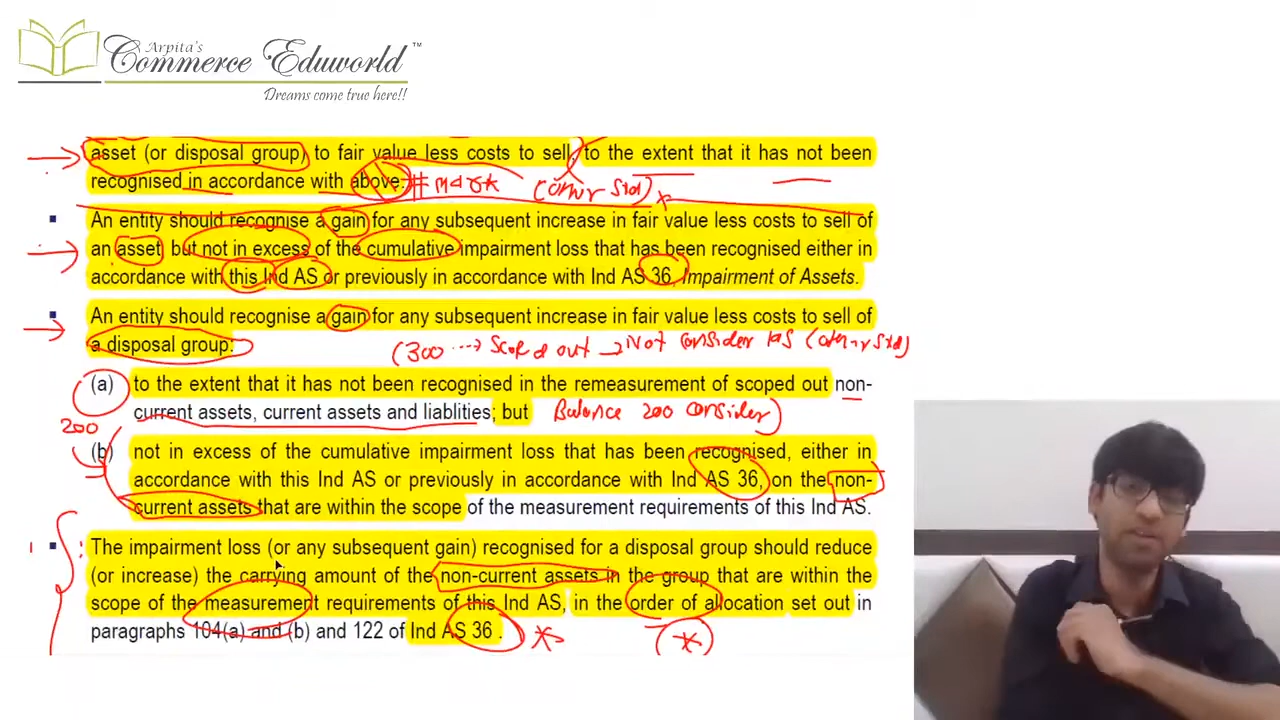 Arpita's
Commerce Eduworld™
Dreams come true here!!
asset (or disposal group) to fair value less costs to sell, to the extent that it has not been
recognised in accordance with above.
(other Std)
▪ An entity should recognise a gain for any subsequent increase in fair value less costs to sell of
an asset but not in excess of the cumulative impairment loss that has been recognised either in
accordance with this Ind AS or previously in accordance with Ind AS 36, Impairment of Assets.
▪ An entity should recognise a gain for any subsequent increase in fair value less costs to sell of
a disposal group:
(300 ---> Scoped out → Not consider (other Std)
(a) to the extent that it has not been recognised in the remeasurement of scoped out non-
current assets, current assets and liablities; but
Balance 200 consider)
200
(b) not in excess of the cumulative impairment loss that has been recognised, either in
accordance with this Ind AS or previously in accordance with Ind AS 36, on the non-
current assets that are within the scope of the measurement requirements of this Ind AS.
▪ The impairment loss (or any subsequent gain) recognised for a disposal group should reduce
(or increase) the carrying amount of the non-current assets in the group that are within the
scope of the measurement requirements of this Ind AS, in the order of allocation set out in
paragraphs 104(a) and (b) and 122 of Ind AS 36 .